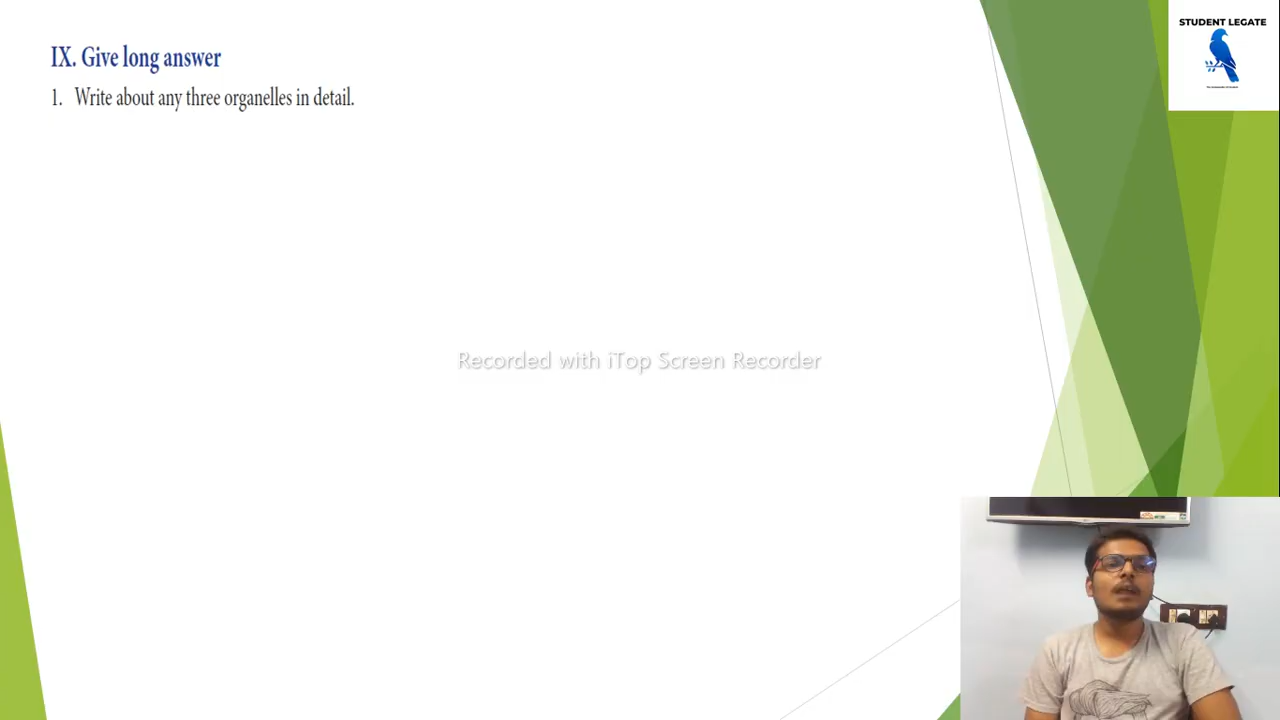 STUDENT LEGATE
IX. Give long answer
1. Write about any three organelles in detail.
Recorded with iTop Screen Recorder